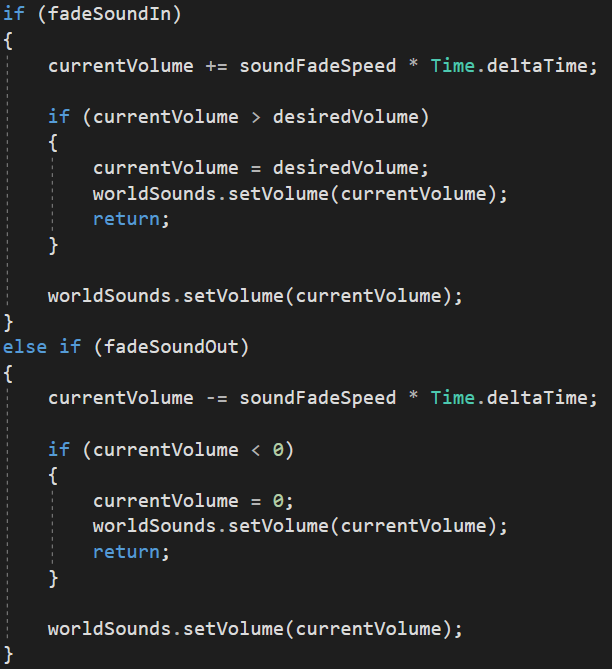 if (fadeSoundIn)
{
    currentVolume += soundFadeSpeed * Time.deltaTime;

    if (currentVolume > desiredVolume)
    {
        currentVolume = desiredVolume;
        worldSounds.setVolume(currentVolume);
        return;
    }

    worldSounds.setVolume(currentVolume);
}
else if (fadeSoundOut)
{
    currentVolume -= soundFadeSpeed * Time.deltaTime;

    if (currentVolume < 0)
    {
        currentVolume = 0;
        worldSounds.setVolume(currentVolume);
        return;
    }

    worldSounds.setVolume(currentVolume);
}